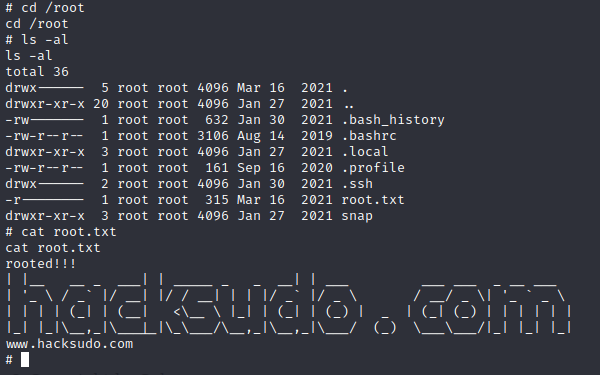 # cd /root
cd /root
# ls -al
ls -al
total 36
drwx------  5 root root 4096 Mar 16  2021 .
drwxr-xr-x 20 root root 4096 Jan 27  2021 ..
-rw-------  1 root root  632 Jan 30  2021 .bash_history
-rw-r--r--  1 root root 3106 Aug 14  2019 .bashrc
drwxr-xr-x  3 root root 4096 Jan 27  2021 .local
-rw-r--r--  1 root root  161 Sep 16  2020 .profile
drwx------  2 root root 4096 Jan 30  2021 .ssh
-r--------  1 root root  315 Mar 16  2021 root.txt
drwxr-xr-x  3 root root 4096 Jan 27  2021 snap
# cat root.txt
cat root.txt
rooted!!!
hacksudo.com
www.hacksudo.com
#